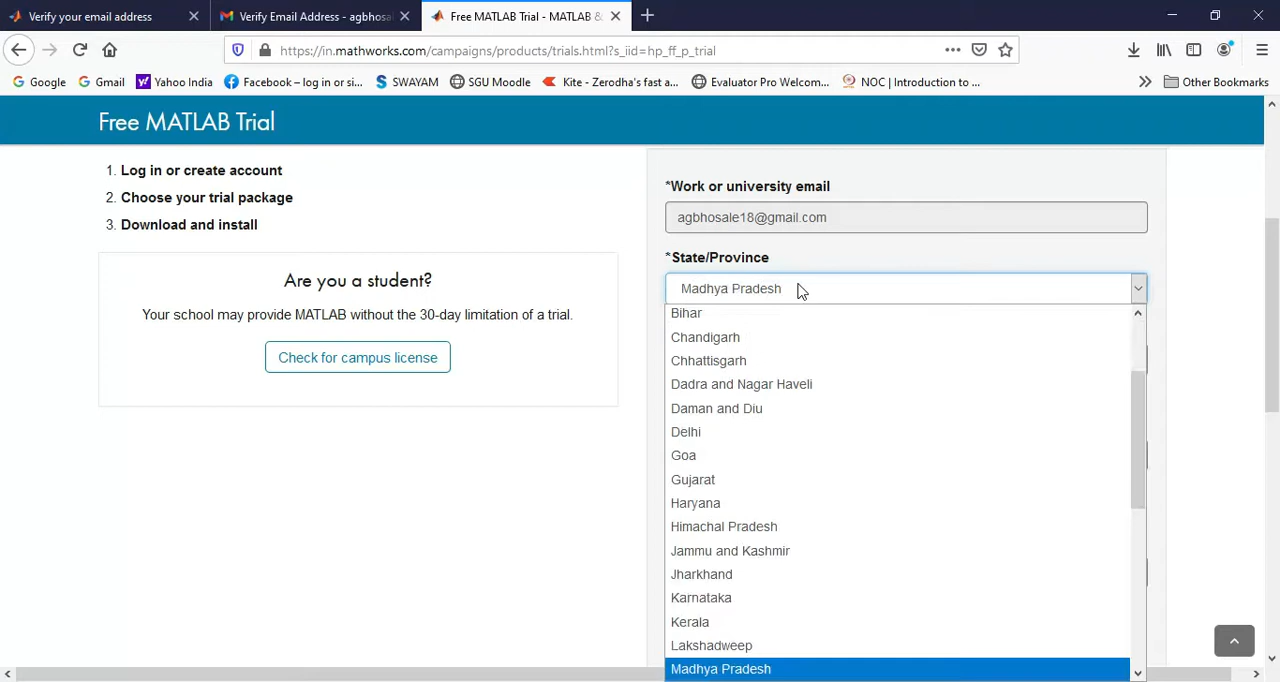 Verify your email address
Verify Email Address - agbhosa
Free MATLAB Trial - MATLAB &
https://in.mathworks.com/campaigns/products/trials.html?s_iid=hp_ff_p_trial
Google
Gmail
Yahoo India
Facebook – log in or si...
SWAYAM
SGU Moodle
Kite - Zerodha's fast a...
Evaluator Pro Welcom...
NOC | Introduction to ...
Other Bookmarks
Free MATLAB Trial
1. Log in or create account
2. Choose your trial package
3. Download and install
Are you a student?
Your school may provide MATLAB without the 30-day limitation of a trial.
Check for campus license
*Work or university email
agbhosale18@gmail.com
*State/Province
Madhya Pradesh
Bihar
Chandigarh
Chhattisgarh
Dadra and Nagar Haveli
Daman and Diu
Delhi
Goa
Gujarat
Haryana
Himachal Pradesh
Jammu and Kashmir
Jharkhand
Karnataka
Kerala
Lakshadweep
Madhya Pradesh